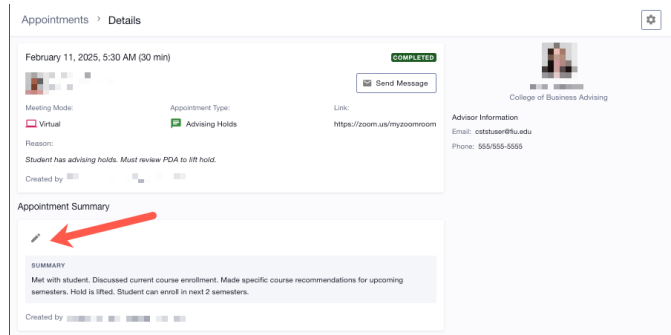 Appointments > Details
February 11, 2025, 5:30 AM (30 min)
COMPLETED
Send Message
Meeting Mode:
Appointment Type:
Link:
Virtual
Advising Holds
https://zoom.us/myzoomroom
Reason:
Student has advising holds. Must review PDA to lift hold.
Created by
College of Business Advising
Advisor Information
Email: cststuser@fiu.edu
Phone: 555/555-5555
Appointment Summary
SUMMARY
Met with student. Discussed current course enrollment. Made specific course recommendations for upcoming
semesters. Hold is lifted. Student can enroll in next 2 semesters.
Created by